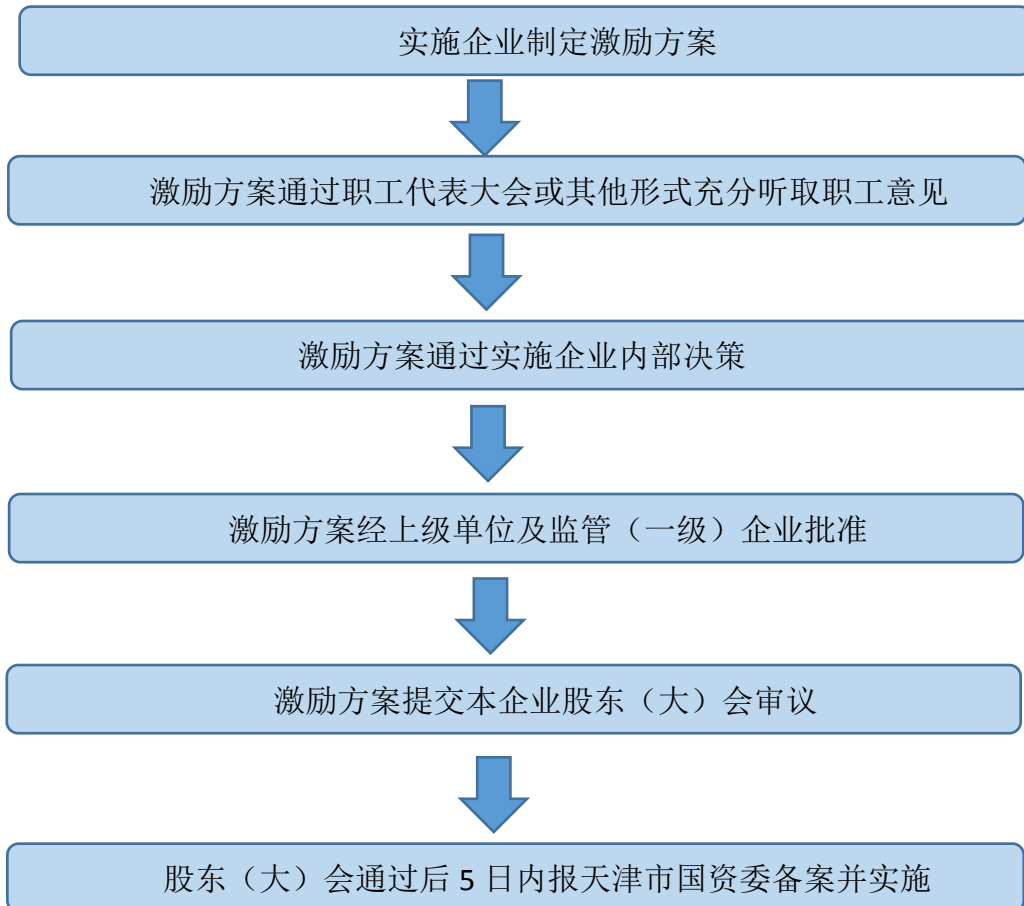 实施企业制定激励方案
激励方案通过职工代表大会或其他形式充分听取职工意见
激励方案通过实施企业内部决策
激励方案经上级单位及监管（一级）企业批准
激励方案提交本企业股东（大）会审议
股东（大）会通过后 5 日内报天津市国资委备案并实施